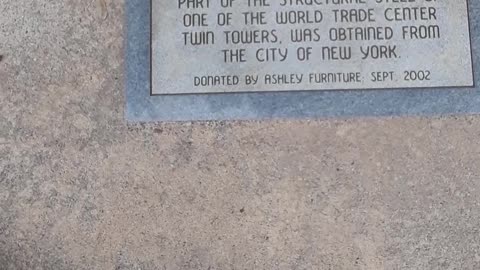 PART OF THE STRUCTURAL STEEL OF
ONE OF THE WORLD TRADE CENTER
TWIN TOWERS, WAS OBTAINED FROM
THE CITY OF NEW YORK.
DONATED BY ASHLEY FURNITURE, SEPT. 2002